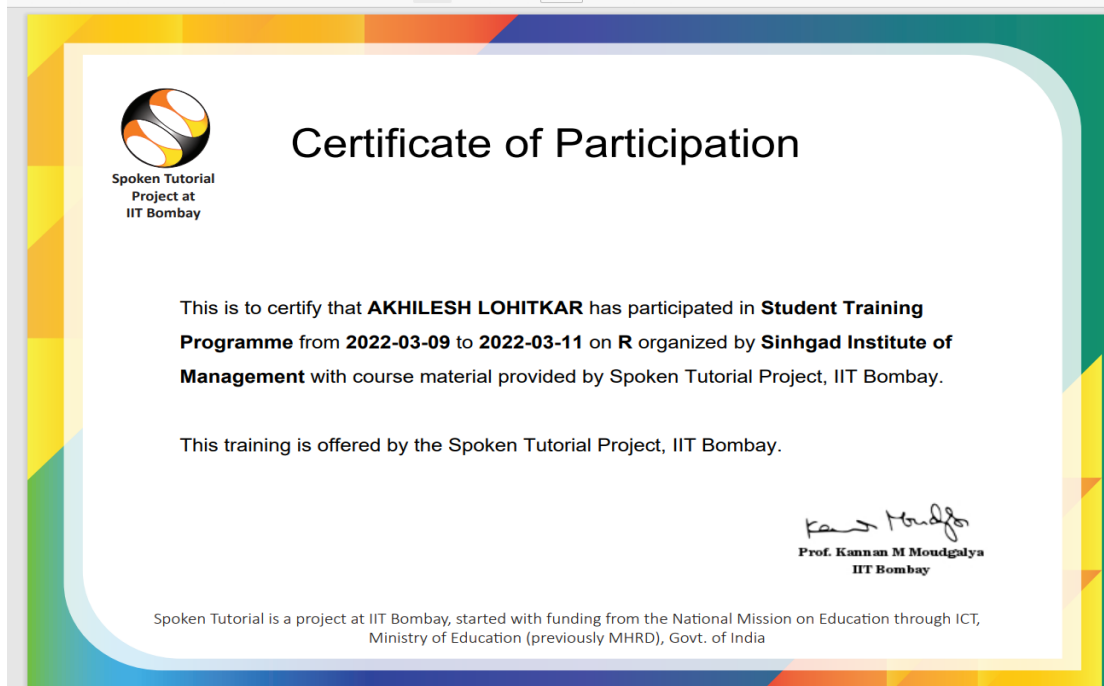 Certificate of Participation
Spoken Tutorial
Project at
IIT Bombay
This is to certify that AKHILESH LOHITKAR has participated in Student Training
Programme from 2022-03-09 to 2022-03-11 on R organized by Sinhgad Institute of
Management with course material provided by Spoken Tutorial Project, IIT Bombay.
This training is offered by the Spoken Tutorial Project, IIT Bombay.
Prof. Kannan M Moudgalya
IIT Bombay
Spoken Tutorial is a project at IIT Bombay, started with funding from the National Mission on Education through ICT,
Ministry of Education (previously MHRD), Govt. of India